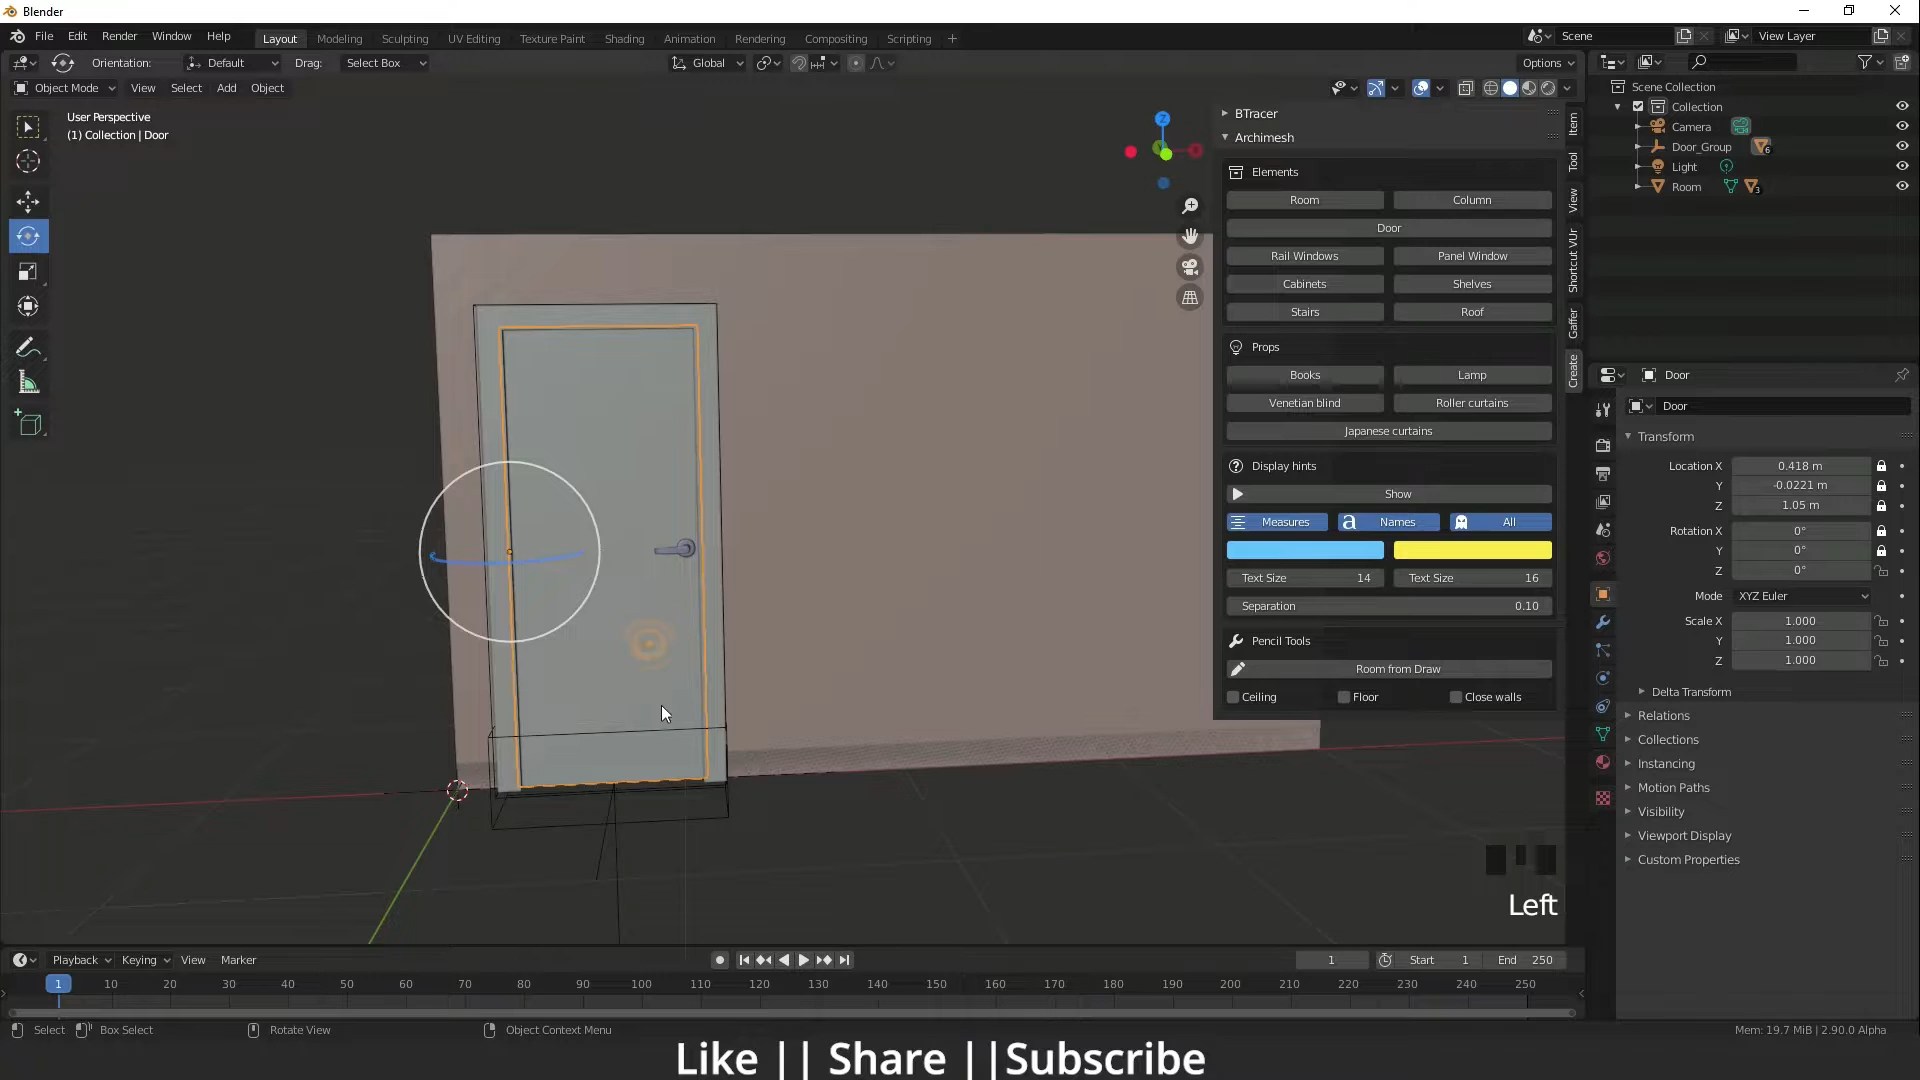 Blender
File Edit Render Window Help
Layout Modeling Sculpting UV Editing Texture Paint Shading Animation Rendering Compositing Scripting
Scene
View Layer
Orientation: Default Drag: Select Box
Global
Options
Object Mode View Select Add Object
User Perspective
(1) Collection | Door
BTracer
Archimesh
Elements
Room Column
Door
Rail Windows Panel Window
Cabinets Shelves
Stairs Roof
Props
Books Lamp
Venetian blind Roller curtains
Japanese curtains
Display hints
Show
Measures Names All
Text Size 14 Text Size 16
Separation 0.10
Pencil Tools
Room from Draw
Ceiling Floor Close walls
Item
Tool
View
Shortcut VUr
Gaffer
Create
Scene Collection
Collection
Camera
Door_Group 6
Light
Room 3
Door
Door
Transform
Location X 0.418 m
Y -0.0221 m
Z 1.05 m
Rotation X 0°
Y 0°
Z 0°
Mode XYZ Euler
Scale X 1.000
Y 1.000
Z 1.000
Delta Transform
Relations
Collections
Instancing
Motion Paths
Visibility
Viewport Display
Custom Properties
Left
Playback Keying View Marker
1 Start 1 End 250
1 10 20 30 40 50 60 70 80 90 100 110 120 130 140 150 160 170 180 190 200 210 220 230 240 250
Select Box Select Rotate View Object Context Menu
Mem: 19.7 MiB | 2.90.0 Alpha
Like || Share ||Subscribe